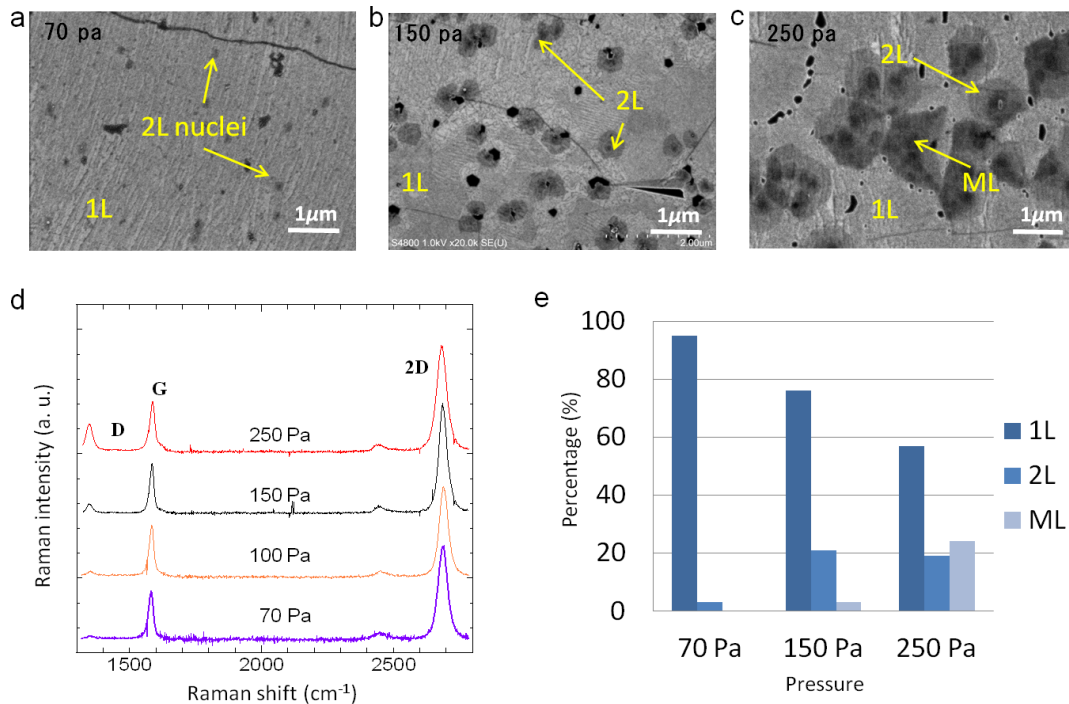 a
70 pa
2L nuclei
1L
1μm
b
150 pa
2L
1L
1μm
S4800 1.0kV x20.0k SE(U)
2.00um
c
250 pa
2L
ML
1L
1μm
d
Raman intensity (a. u.)
D
G
2D
250 Pa
150 Pa
100 Pa
70 Pa
1500
2000
2500
Raman shift (cm⁻¹)
e
Percentage (%)
100
80
60
40
20
0
70 Pa
150 Pa
250 Pa
Pressure
1L
2L
ML